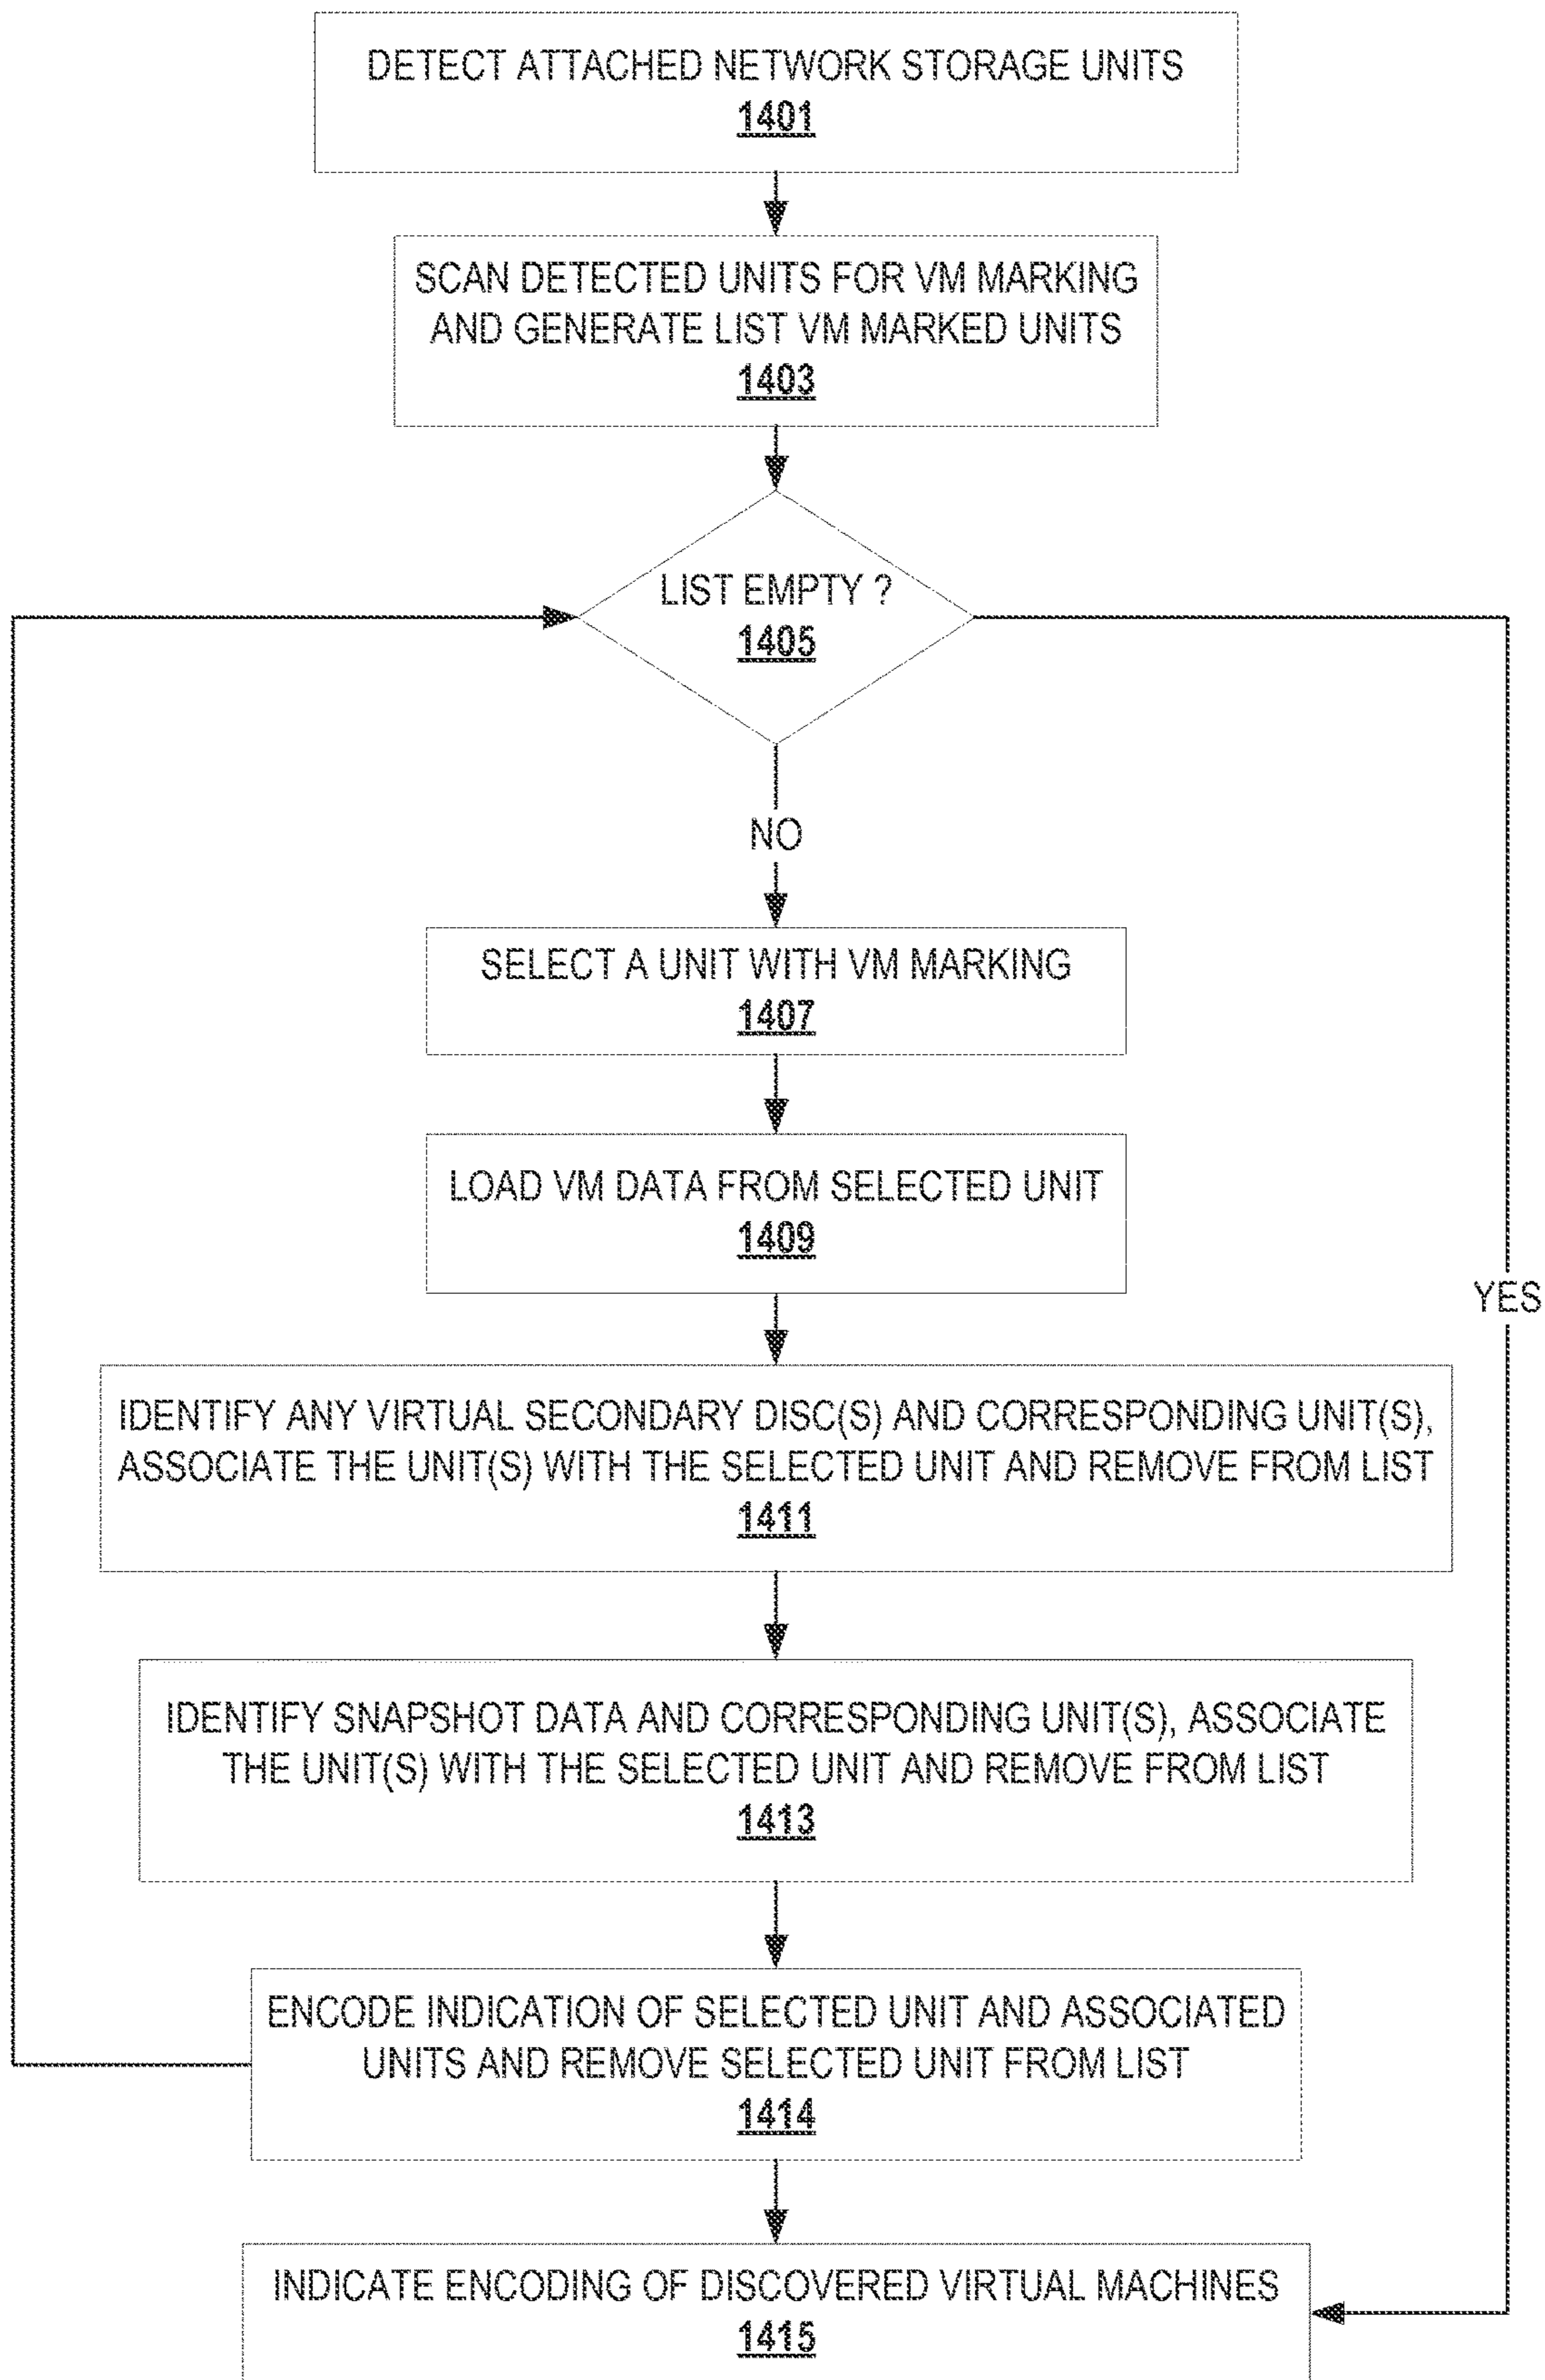 DETECT ATTACHED NETWORK STORAGE UNITS
1401
SCAN DETECTED UNITS FOR VM MARKING
AND GENERATE LIST VM MARKED UNITS
1403
LIST EMPTY ?
1405
NO
SELECT A UNIT WITH VM MARKING
1407
LOAD VM DATA FROM SELECTED UNIT
1409
YES
IDENTIFY ANY VIRTUAL SECONDARY DISC(S) AND CORRESPONDING UNIT(S),
ASSOCIATE THE UNIT(S) WITH THE SELECTED UNIT AND REMOVE FROM LIST
1411
IDENTIFY SNAPSHOT DATA AND CORRESPONDING UNIT(S), ASSOCIATE
THE UNIT(S) WITH THE SELECTED UNIT AND REMOVE FROM LIST
1413
ENCODE INDICATION OF SELECTED UNIT AND ASSOCIATED
UNITS AND REMOVE SELECTED UNIT FROM LIST
1414
INDICATE ENCODING OF DISCOVERED VIRTUAL MACHINES
1415